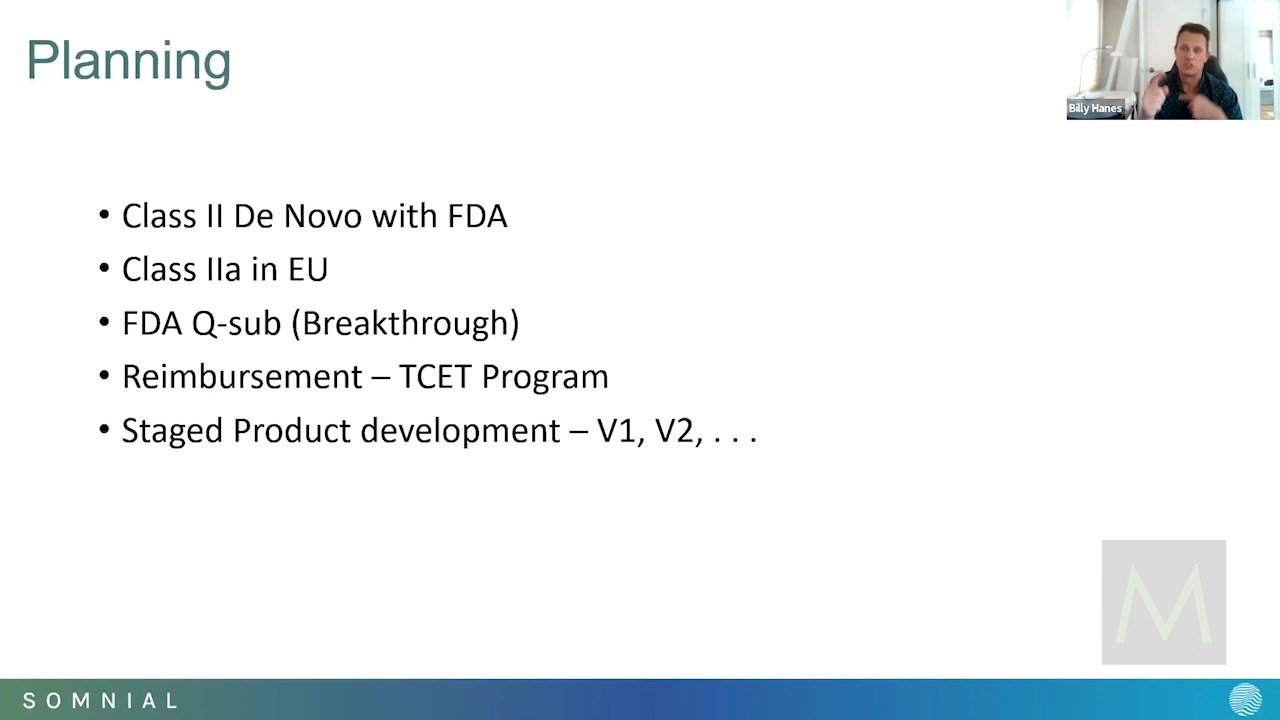 Planning
Billy Hanes
• Class II De Novo with FDA
• Class IIa in EU
• FDA Q-sub (Breakthrough)
• Reimbursement – TCET Program
• Staged Product development – V1, V2, . . .
M
SOMNIAL